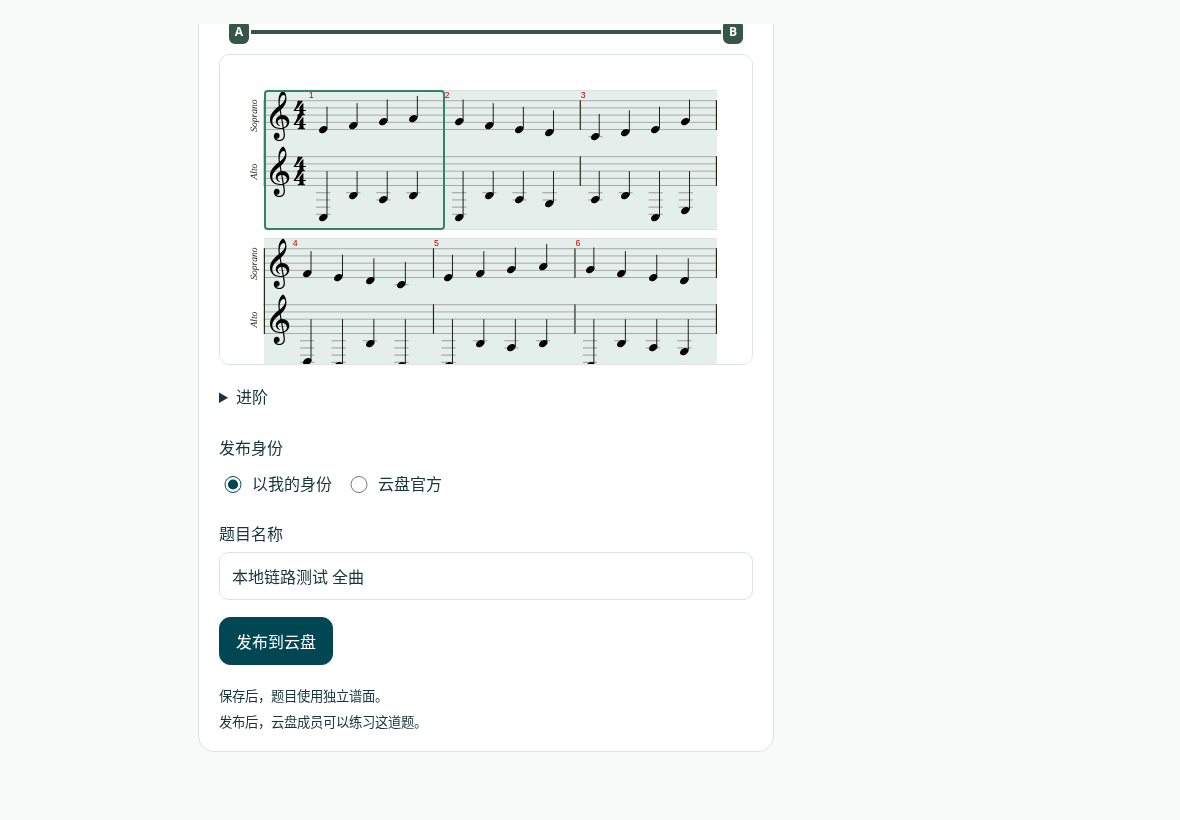 A B
1 2 3
Soprano
Alto
4 5 6
Soprano
Alto
进阶
发布身份
以我的身份 云盘官方
题目名称
本地链路测试 全曲
发布到云盘
保存后，题目使用独立谱面。
发布后，云盘成员可以练习这道题。